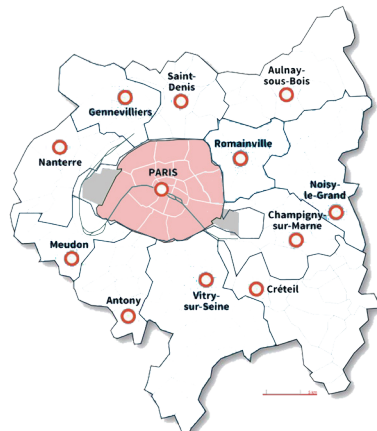 Saint-
Denis
Aulnay-
sous-Bois
Gennevilliers
Romainville
Nanterre
PARIS
Noisy-
le-Grand
Champigny-
sur-Marne
Meudon
Créteil
Antony
Vitry-
sur-Seine